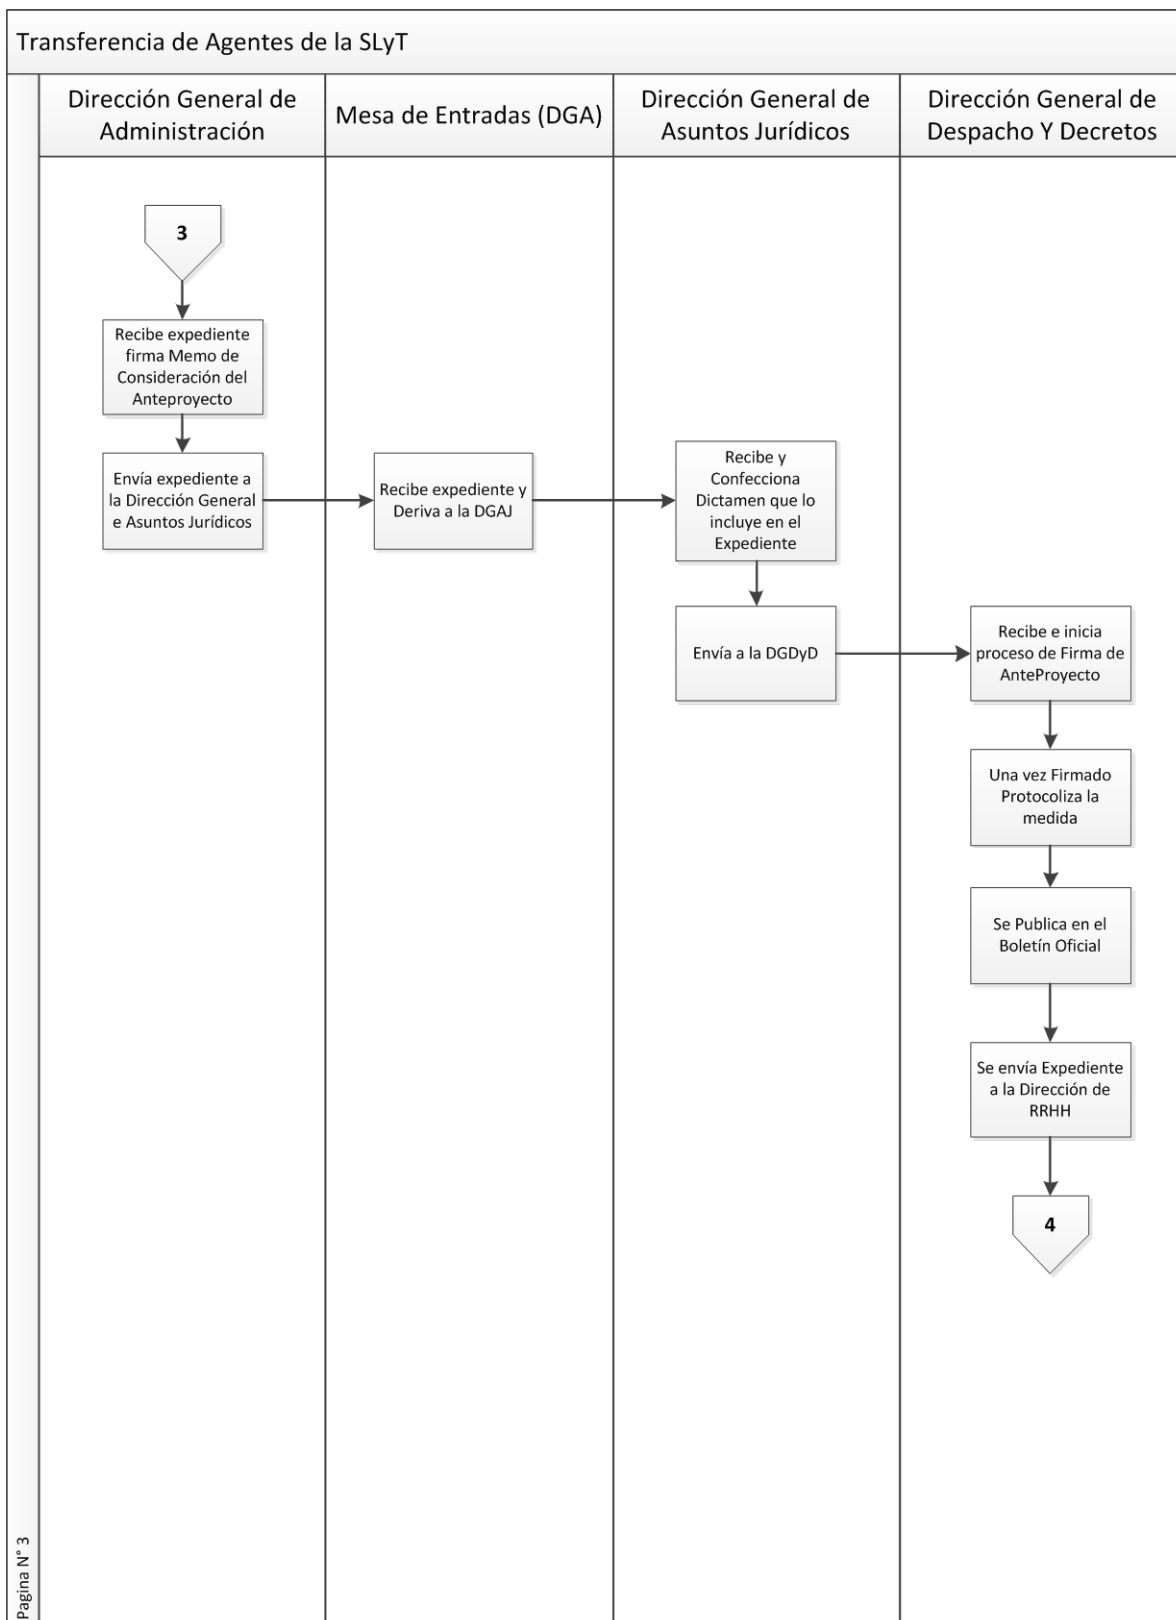 Transferencia de Agentes de la SLyT
Dirección General de
Administración
Mesa de Entradas (DGA)
Dirección General de
Asuntos Jurídicos
Dirección General de
Despacho Y Decretos
3
Recibe expediente
firma Memo de
Consideración del
Anteproyecto
Envía expediente a
la Dirección General
e Asuntos Jurídicos
Recibe expediente y
Deriva a la DGAJ
Recibe y
Confecciona
Dictamen que lo
incluye en el
Expediente
Envía a la DGDyD
Recibe e inicia
proceso de Firma de
AnteProyecto
Una vez Firmado
Protocoliza la
medida
Se Publica en el
Boletín Oficial
Se envía Expediente
a la Dirección de
RRHH
4
Pagina N° 3